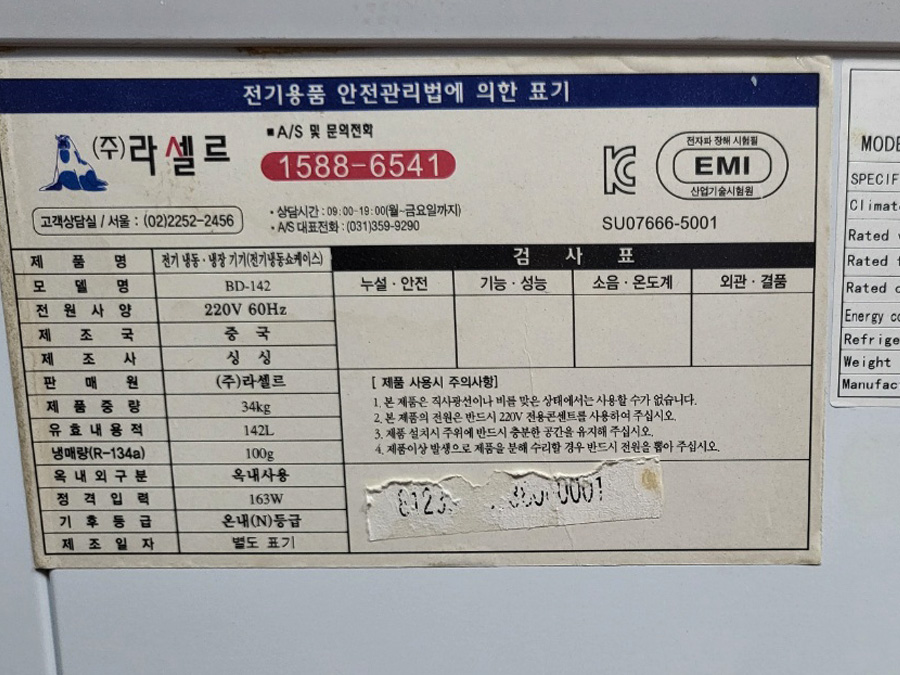 전기용품 안전관리법에 의한 표기
(주)라셀르
■ A/S 및 문의전화
1588-6541
고객상담실 / 서울 : (02)2252-2456
• 상담시간 : 09:00-19:00(월~금요일까지)
• A/S 대표전화 : (031)359-9290
전자파 장해 시험필
EMI
산업기술시험원
SU07666-5001
제 품 명 전기 냉동·냉장 기기(전기냉동쇼케이스)
모 델 명 BD-142
전 원 사 양 220V 60Hz
제 조 국 중 국
제 조 사 싱 싱
판 매 원 (주)라셀르
제 품 중 량 34kg
유 효 내 용 적 142L
냉매량(R-134a) 100g
옥 내 외 구 분 옥내사용
정 격 입 력 163W
기 후 등 급 온내(N)등급
제 조 일 자 별도 표기
검 사 표
누설 · 안전 기능 · 성능 소음 · 온도계 외관 · 결품
[ 제품 사용시 주의사항]
1. 본 제품은 직사광선이나 비를 맞은 상태에서는 사용할 수가 없습니다.
2. 본 제품의 전원은 반드시 220V 전용콘센트를 사용하여 주십시오.
3. 제품 설치시 주위에 반드시 충분한 공간을 유지해 주십시오.
4. 제품이상 발생으로 제품을 분해 수리할 경우 반드시 전원을 뽑아 주십시오.
Rated
Rated
Rated
Energy
Weight